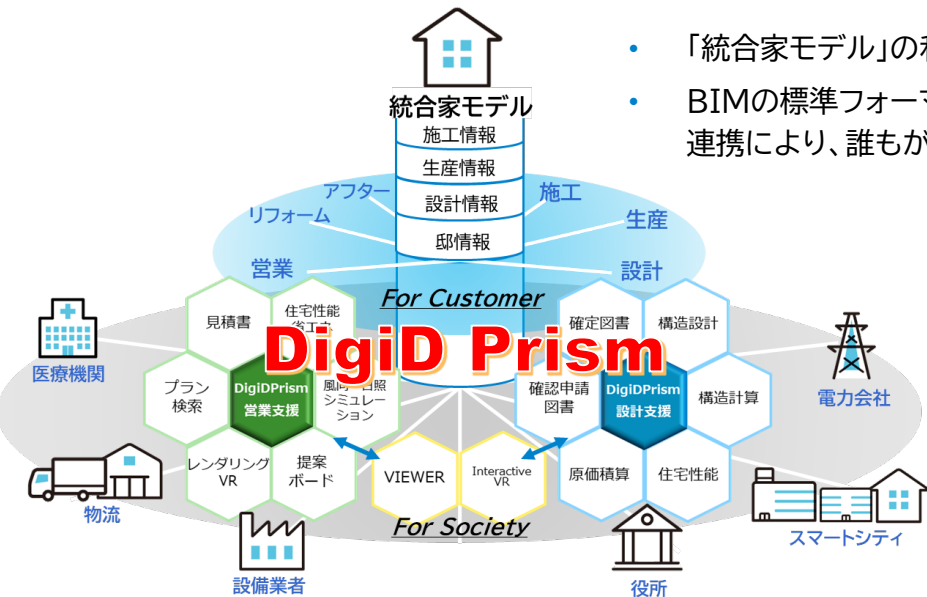 統合家モデル
施工情報
生産情報
設計情報
邸情報
• 「統合家モデル」の
• BIMの標準フォーマ
連携により、誰もが
アフター
リフォーム
営業
施工
生産
設計
For Customer
DigiD Prism
見積書
住宅性能
プラン
検索
DigiDPrism
営業支援
シミュレー
ション
レンダリング
VR
提案
ボード
VIEWER
Interactive
VR
確定図書
構造設計
確認申請
図書
DigiDPrism
設計支援
構造計算
原価積算
住宅性能
For Society
医療機関
物流
設備業者
役所
スマートシティ
電力会社